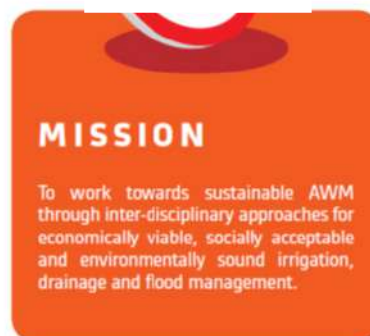 MISSION
To work towards sustainable AWM
through inter-disciplinary approaches for
economically viable, socially acceptable
and environmentally sound irrigation,
drainage and flood management.